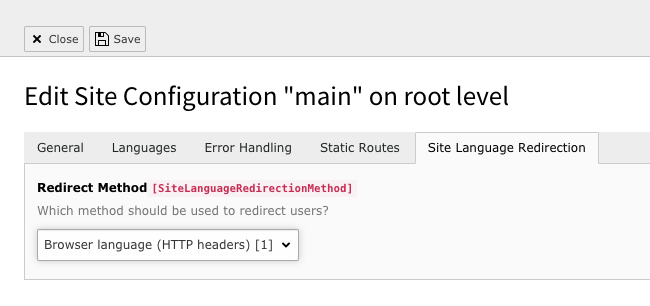 Close Save
Edit Site Configuration "main" on root level
General Languages Error Handling Static Routes Site Language Redirection
Redirect Method [SiteLanguageRedirectionMethod]
Which method should be used to redirect users?
Browser language (HTTP headers) [1]